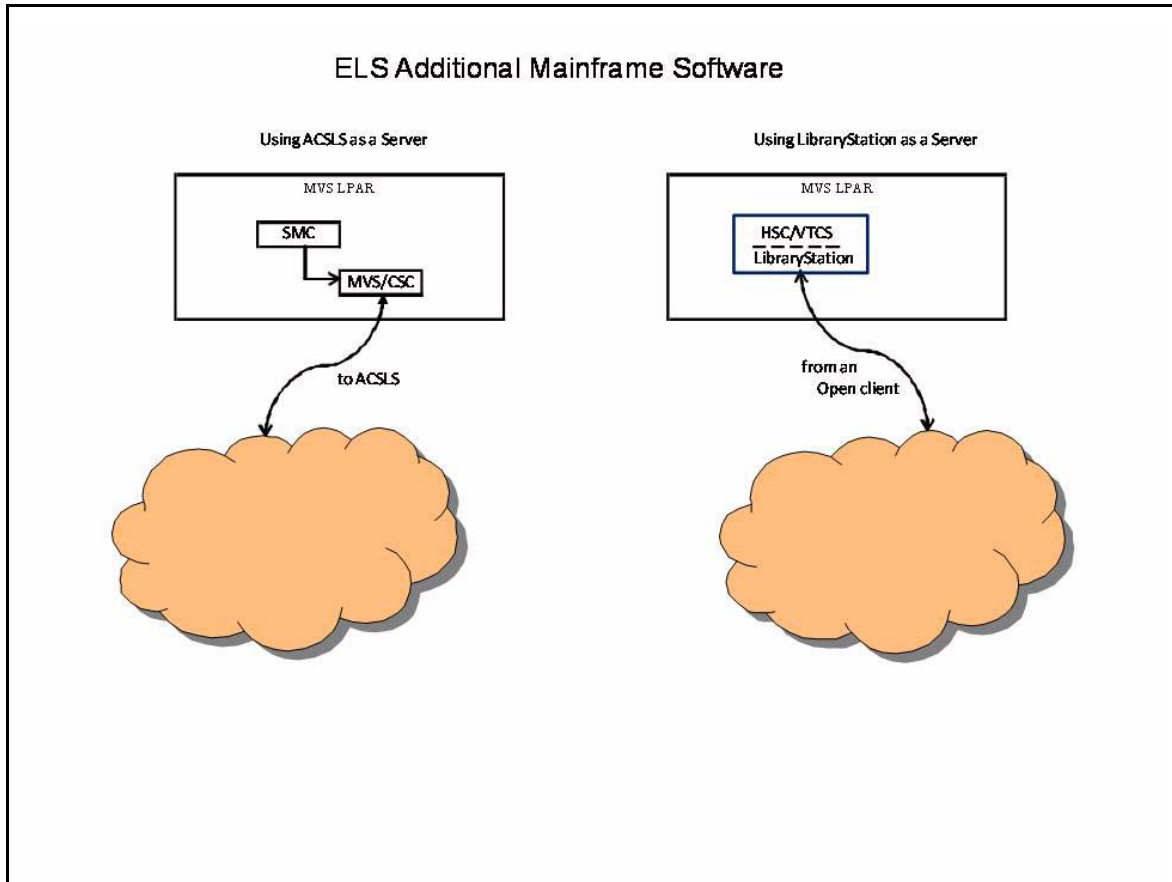 ELS Additional Mainframe Software
Using ACSLS as a Server
MVS LPAR
SMC
MVS/CSC
to ACSLS
Using LibraryStation as a Server
MVS LPAR
HSC/VTCS
LibraryStation
from an
Open client